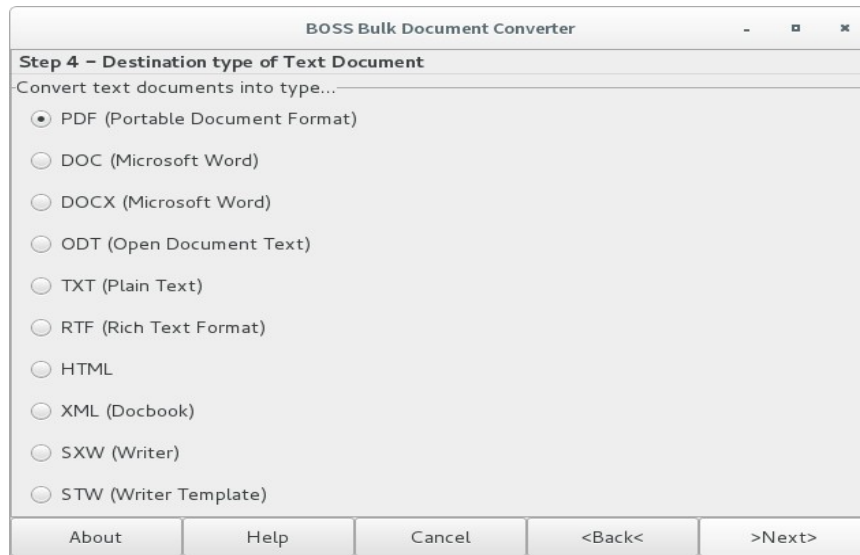 BOSS Bulk Document Converter
Step 4 – Destination type of Text Document
Convert text documents into type...
PDF (Portable Document Format)
DOC (Microsoft Word)
DOCX (Microsoft Word)
ODT (Open Document Text)
TXT (Plain Text)
RTF (Rich Text Format)
HTML
XML (Docbook)
SXW (Writer)
STW (Writer Template)
About Help Cancel <Back< >Next>